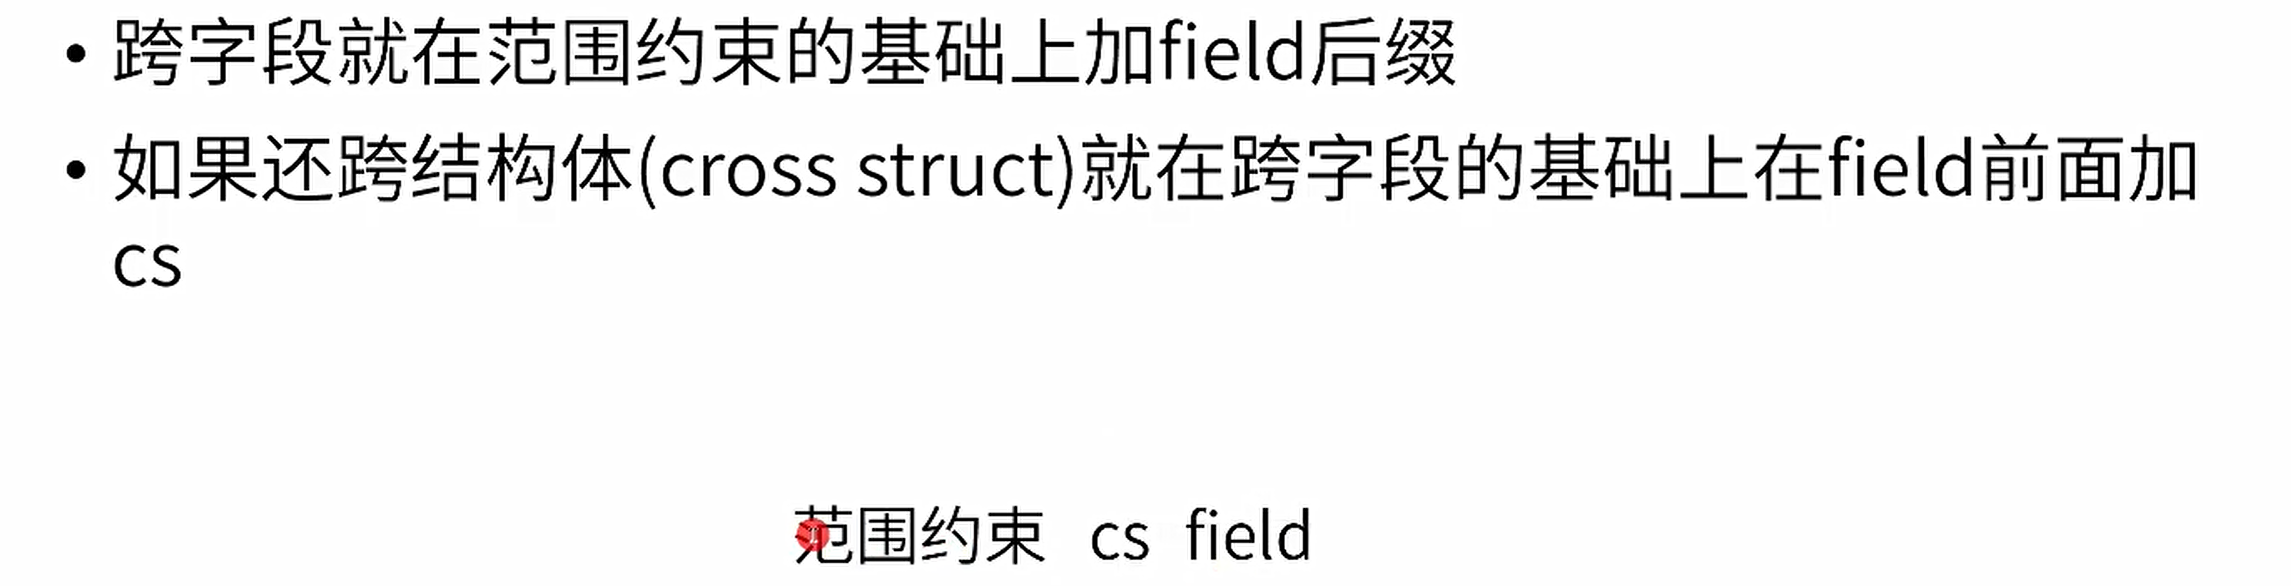 • 跨字段就在范围约束的基础上加field后缀
• 如果还跨结构体(cross struct)就在跨字段的基础上在field前面加
cs
范围约束 cs field